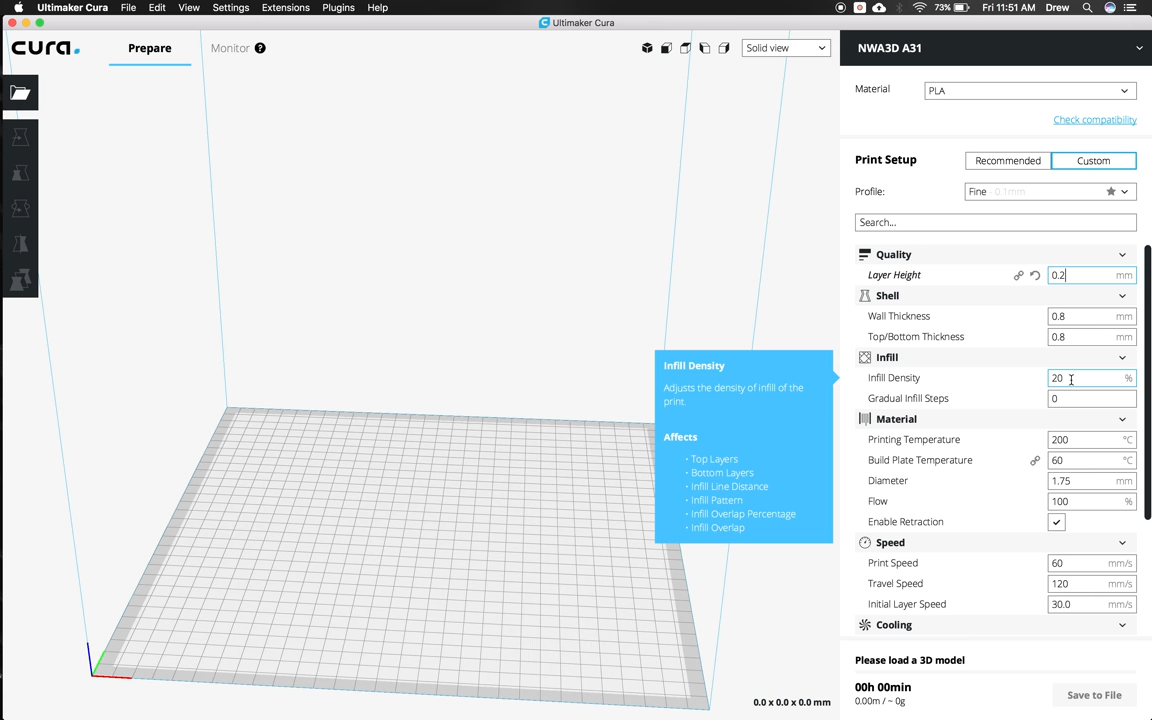 Ultimaker Cura File Edit View Settings Extensions Plugins Help 73% Fri 11:51 AM Drew
Ultimaker Cura
cura. Prepare Monitor ? Solid view NWA3D A31
Material PLA
Check compatibility
Print Setup Recommended Custom
Profile: Fine - 0.1mm
Search...
Quality
Layer Height 0.2 mm
Shell
Wall Thickness 0.8 mm
Top/Bottom Thickness 0.8 mm
Infill
Infill Density 20 %
Gradual Infill Steps 0
Material
Printing Temperature 200 °C
Build Plate Temperature 60 °C
Diameter 1.75 mm
Flow 100 %
Enable Retraction
Speed
Print Speed 60 mm/s
Travel Speed 120 mm/s
Initial Layer Speed 30.0 mm/s
Cooling
Infill Density
Adjusts the density of infill of the
print.
Affects
· Top Layers
· Bottom Layers
· Infill Line Distance
· Infill Pattern
· Infill Overlap Percentage
· Infill Overlap
Please load a 3D model
00h 00min
0.00m / ~ 0g
Save to File
0.0 x 0.0 x 0.0 mm